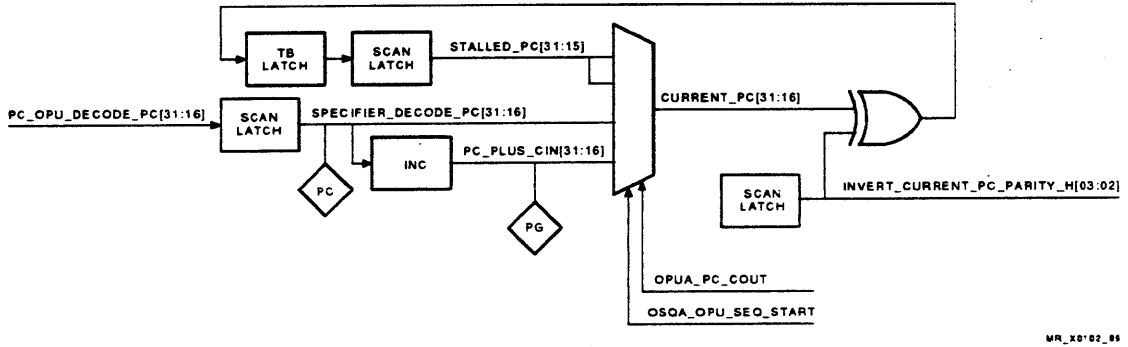 TB
LATCH
SCAN
LATCH
STALLED_PC[31:15]
PC_OPU_DECODE_PC[31:16]
SCAN
LATCH
SPECIFIER_DECODE_PC[31:16]
CURRENT_PC[31:16]
PC
INC
PC_PLUS_CIN[31:16]
PG
SCAN
LATCH
INVERT_CURRENT_PC_PARITY_H[03:02]
OPUA_PC_COUT
OSQA_OPU_SEQ_START
MR_X0102_89